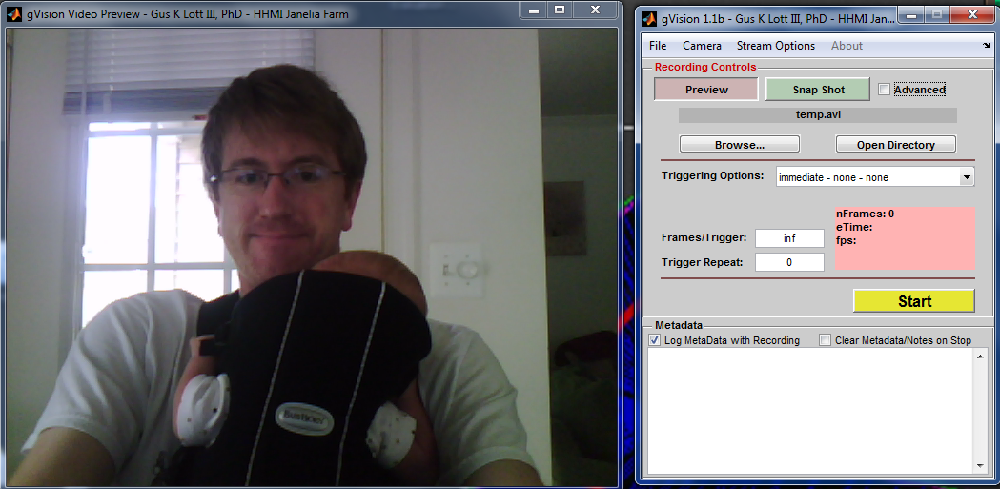 gVision Video Preview - Gus K Lott III, PhD - HHMI Janelia Farm
BABYBJÖRN
gVision 1.1b - Gus K Lott III, PhD - HHMI Jan...
File Camera Stream Options About
Recording Controls
Preview Snap Shot Advanced
temp.avi
Browse... Open Directory
Triggering Options: immediate - none - none
nFrames: 0
eTime:
fps:
Frames/Trigger: inf
Trigger Repeat: 0
Start
Metadata
Log MetaData with Recording Clear Metadata/Notes on Stop